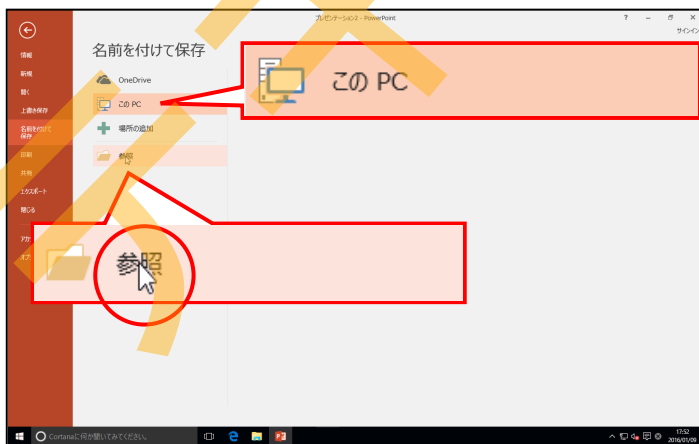 プレゼンテーション2 - PowerPoint
? － × 
サインイン
名前を付けて保存
情報
新規
開く
上書き保存
名前を付けて
保存
印刷
共有
エクスポート
閉じる
OneDrive
この PC
場所の追加
参照
この PC
参照
Cortanaに何か聞いてみてください。
17:52
2016/01/09